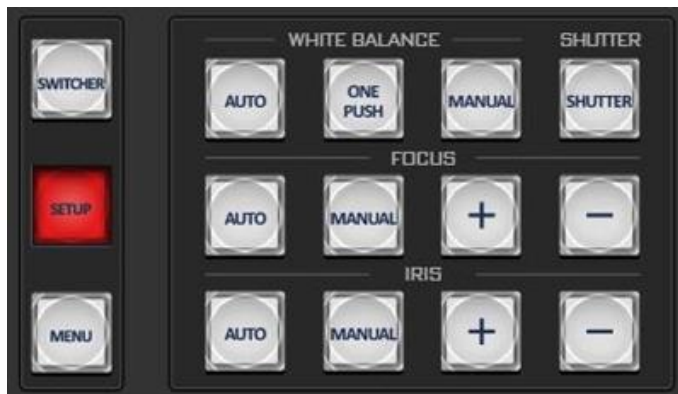 SWITCHER
SETUP
MENU
WHITE BALANCE
SHUTTER
AUTO
ONE
PUSH
MANUAL
SHUTTER
FOCUS
AUTO
MANUAL
+
−
IRIS
AUTO
MANUAL
+
−